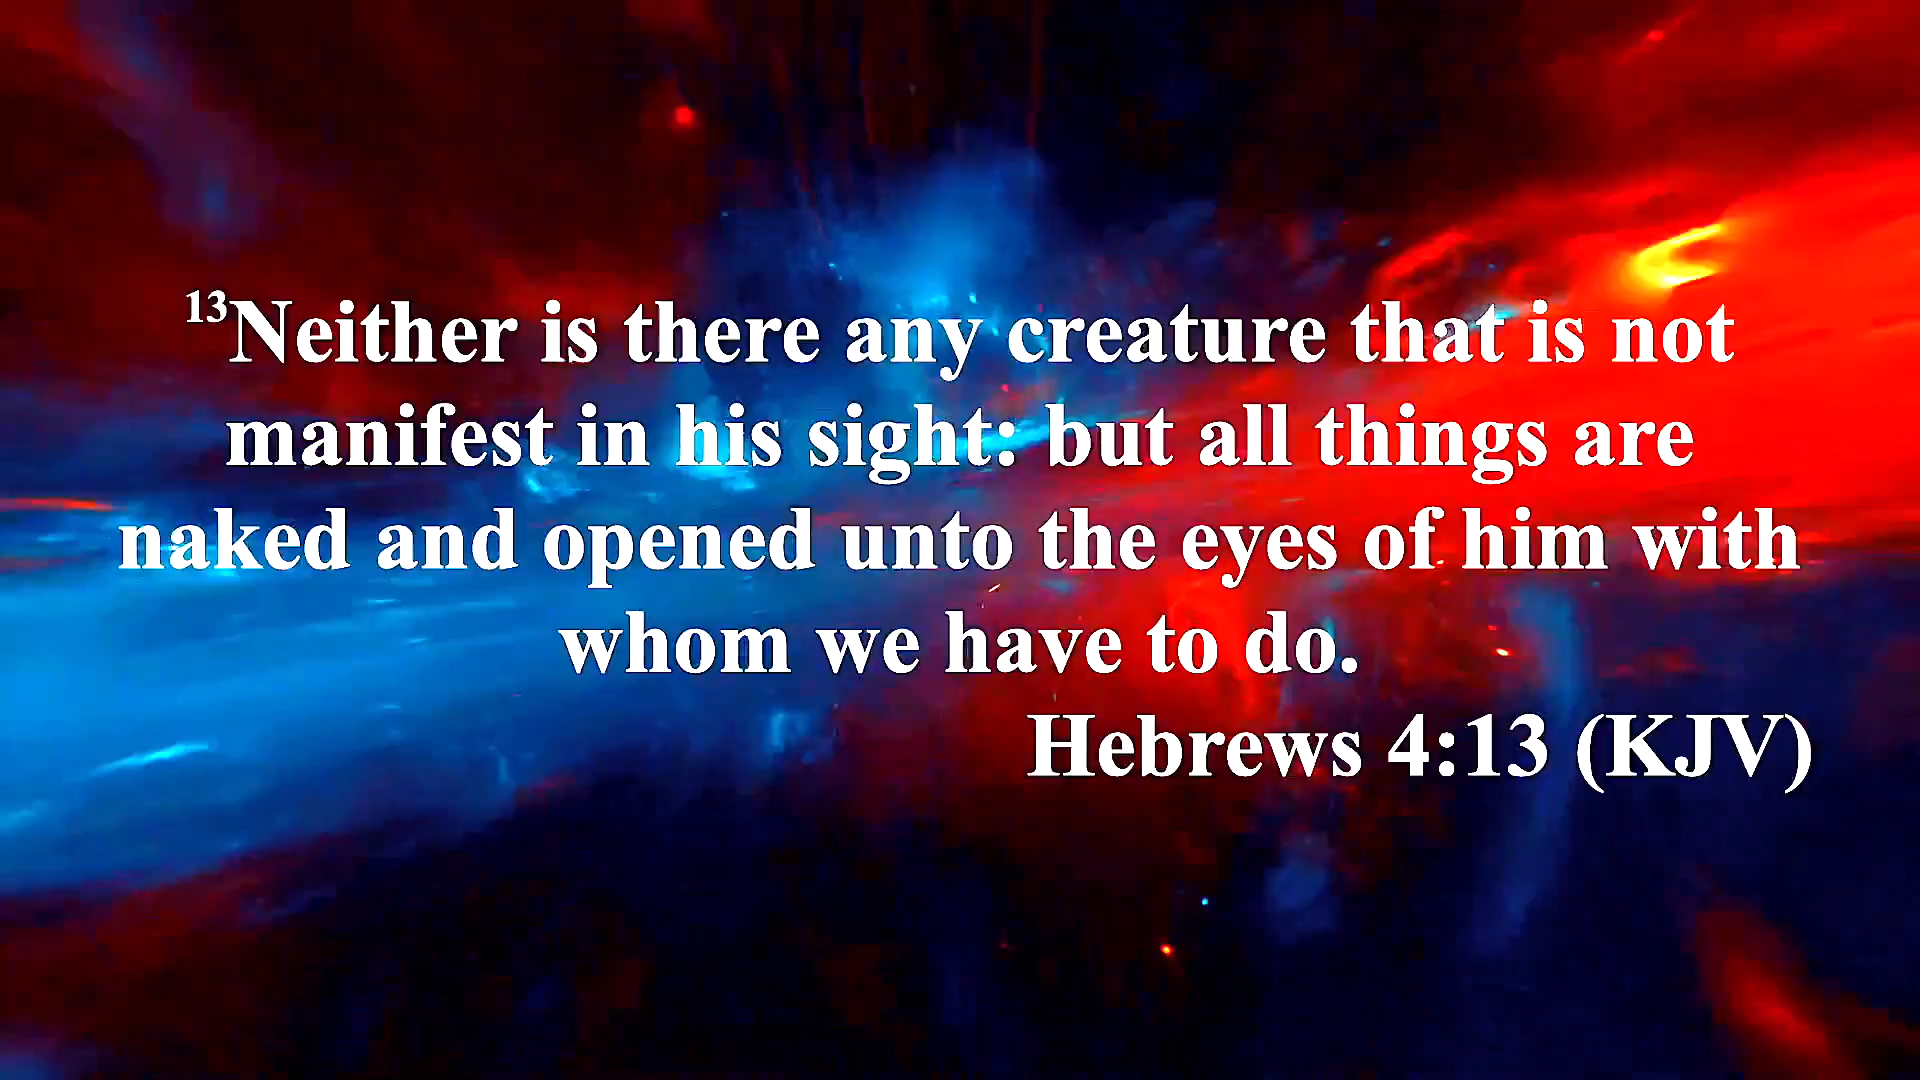 ¹³Neither is there any creature that is not
manifest in his sight: but all things are
naked and opened unto the eyes of him with
whom we have to do.
Hebrews 4:13 (KJV)